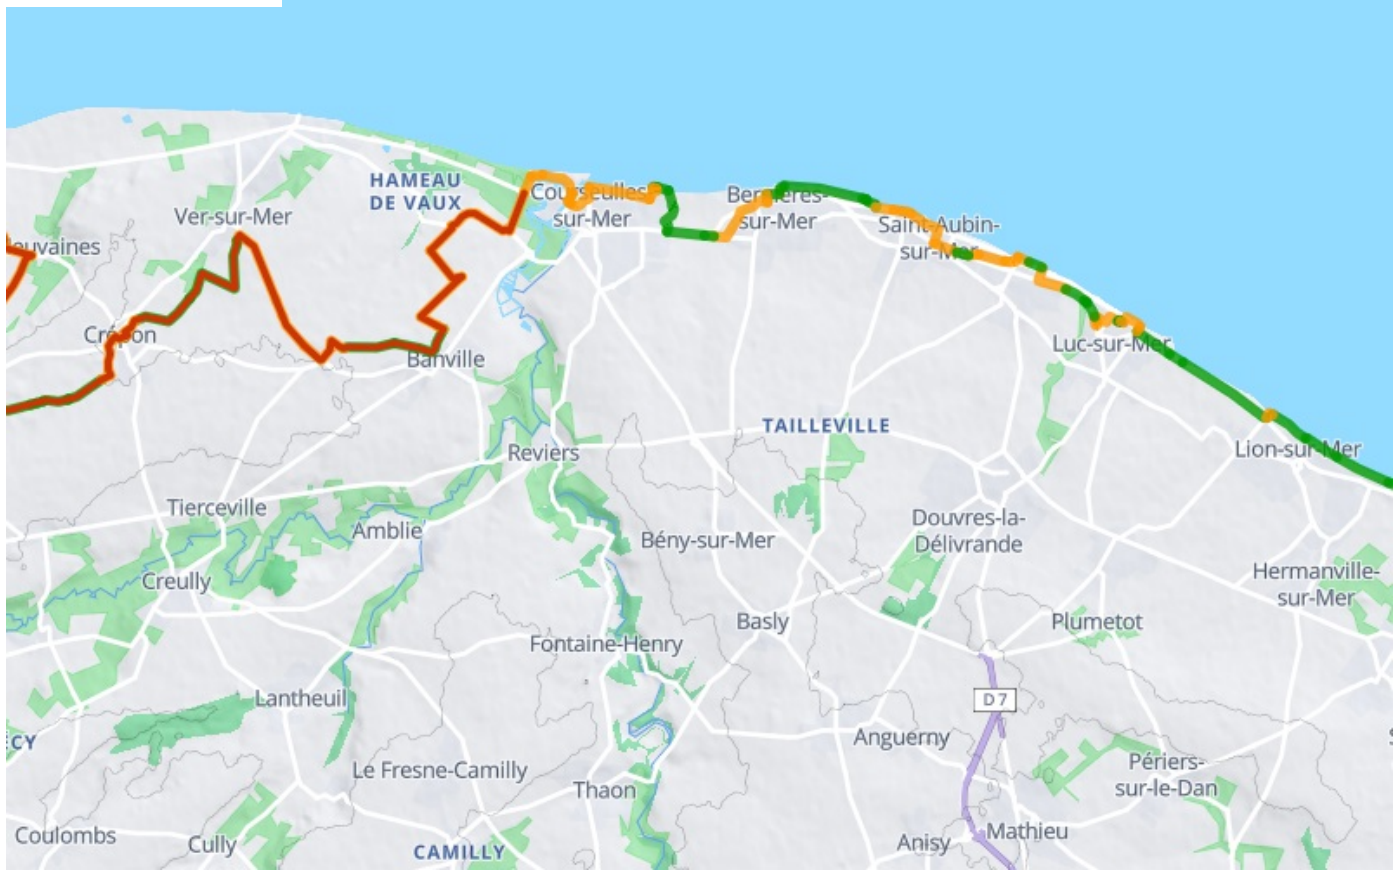 HAMEAU
DE VAUX
Courseulles-
sur-Mer
Bernières-
sur-Mer
Ver-sur-Mer
Saint-Aubin-
sur-Mer
Crépon
Banville
Luc-sur-Mer
TAILLEVILLE
Reviers
Lion-sur-Mer
Tierceville
Amblie
Bény-sur-Mer
Douvres-la-
Délivrande
Creully
Hermanville-
sur-Mer
Basly
Plumetot
Fontaine-Henry
Lantheuil
D 7
ECY
Anguerny
Le Fresne-Camilly
Périers-
sur-le-Dan
Thaon
Coulombs
Cully
CAMILLY
Anisy
Mathieu